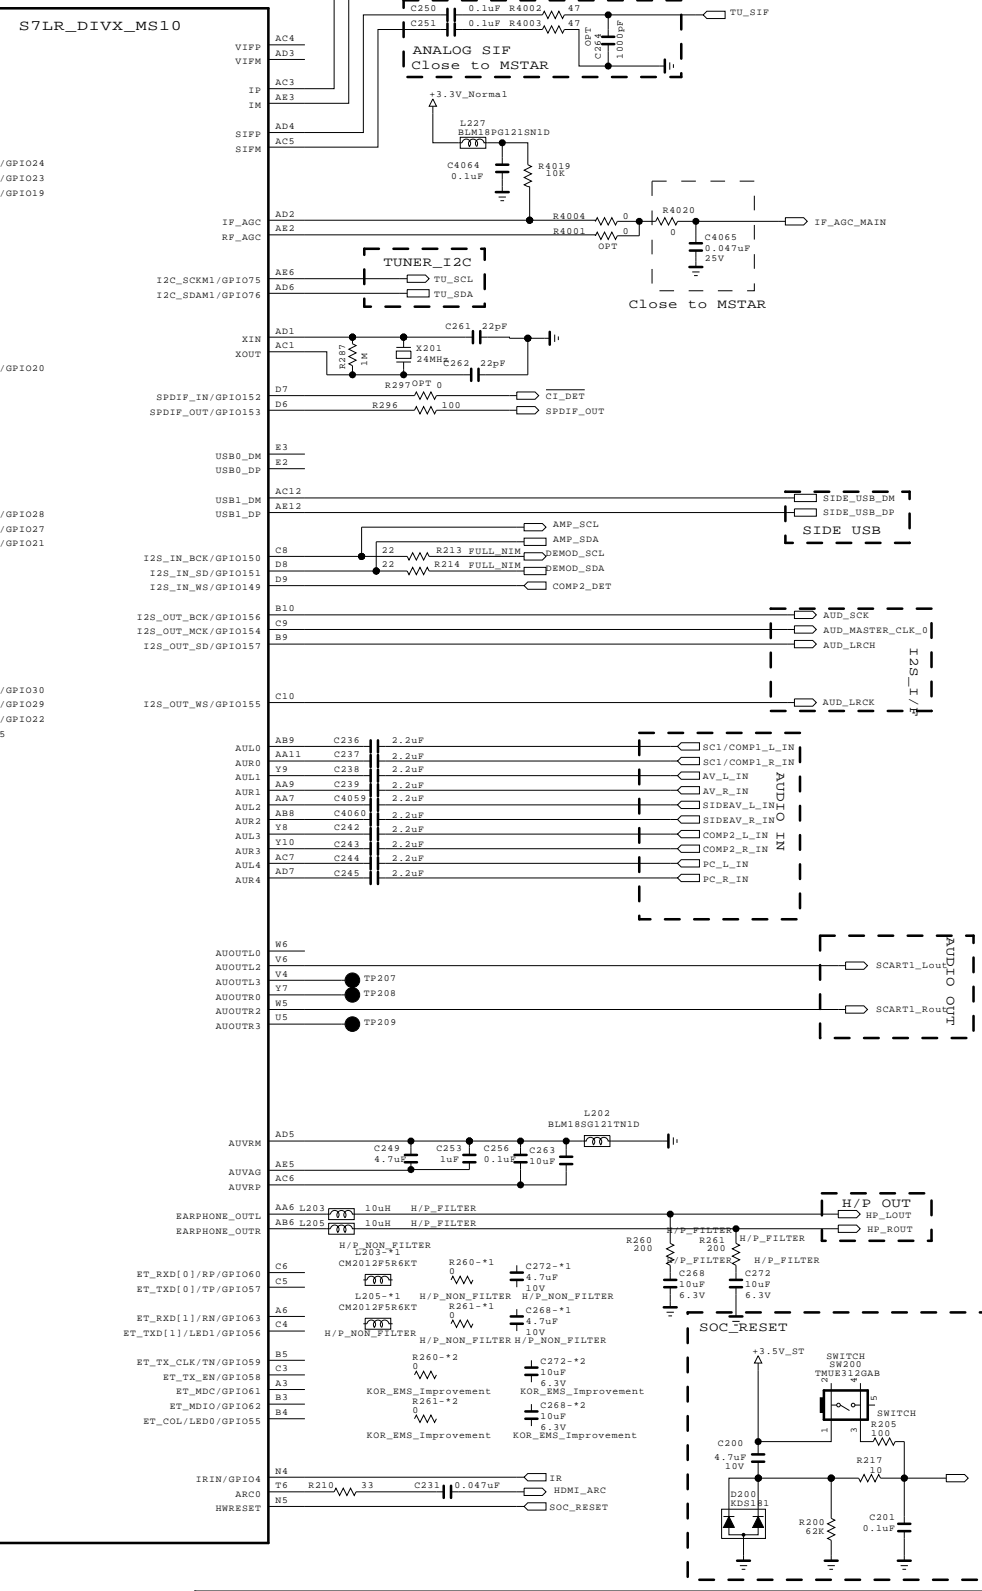 S7LR_DIVX_MS10
C250 0.1uF R4002 47 TU_SIF
C251 0.1uF R4003 47
OPT
C264
1000pF
ANALOG SIF
Close to MSTAR
VIFP AC4
VIFM AD3
IP AC3
IM AE3
SIFP AD4
SIFM AC5
+3.3V_Normal
L227
BLM18PG121SN1D
C4064
0.1uF
R4019
10K
/GPIO24
/GPIO23
/GPIO19
IF_AGC AD2 R4004 0 R4020 0 IF_AGC_MAIN
RF_AGC AE2 R4001 0
OPT
C4065
0.047uF
25V
Close to MSTAR
TUNER_I2C
I2C_SCKM1/GPIO75 AE6 TU_SCL
I2C_SDAM1/GPIO76 AD6 TU_SDA
XIN AD1 C261 22pF
XOUT AC1
R287
1M
X201
24MHz
C262 22pF
/GPIO20
SPDIF_IN/GPIO152 D7 R297 OPT 0 CI_DET
SPDIF_OUT/GPIO153 D6 R296 100 SPDIF_OUT
USB0_DM E3
USB0_DP E2
USB1_DM AC12 SIDE_USB_DM
USB1_DP AE12 SIDE_USB_DP
SIDE USB
/GPIO28
/GPIO27
/GPIO21
AMP_SCL
AMP_SDA
I2S_IN_BCK/GPIO150 C8 22 R213 FULL_NIM DEMOD_SCL
I2S_IN_SD/GPIO151 D8 22 R214 FULL_NIM DEMOD_SDA
I2S_IN_WS/GPIO149 D9 COMP2_DET
I2S_OUT_BCK/GPIO156 B10 AUD_SCK
I2S_OUT_MCK/GPIO154 C9 AUD_MASTER_CLK_0
I2S_OUT_SD/GPIO157 B9 AUD_LRCH
I2S_I/F
/GPIO30
/GPIO29
/GPIO22
5
I2S_OUT_WS/GPIO155 C10 AUD_LRCK
AUL0 AB9 C236 2.2uF SC1/COMP1_L_IN
AUR0 AA11 C237 2.2uF SC1/COMP1_R_IN
AUL1 Y9 C238 2.2uF AV_L_IN
AUR1 AA9 C239 2.2uF AV_R_IN
AUL2 AA7 C4059 2.2uF SIDEAV_L_IN
AUR2 AB8 C4060 2.2uF SIDEAV_R_IN
AUL3 Y8 C242 2.2uF COMP2_L_IN
AUR3 Y10 C243 2.2uF COMP2_R_IN
AUL4 AC7 C244 2.2uF PC_L_IN
AUR4 AD7 C245 2.2uF PC_R_IN
AUDIO IN
AUOUTL0 W6
AUOUTL2 V6 SCART1_Lout
AUOUTL3 V4 TP207
AUOUTR0 Y7 TP208
AUOUTR2 W5 SCART1_Rout
AUOUTR3 U5 TP209
AUDIO OUT
L202
BLM18SG121TN1D
AUVRM AD5
C249
4.7uF
C253
1uF
C256
0.1uF
C263
10uF
AUVAG AE5
AUVRP AC6
H/P OUT
EARPHONE_OUTL AA6 L203 10uH H/P_FILTER HP_LOUT
EARPHONE_OUTR AB6 L205 10uH H/P_FILTER HP_ROUT
H/P_FILTER
R260
200
R261
200
H/P_FILTER
H/P_FILTER
H/P_FILTER
C268
10uF
6.3V
C272
10uF
6.3V
H/P_NON_FILTER
L203-*1
CM2012F5R6KT
R260-*1
0
H/P_NON_FILTER
C272-*1
4.7uF
10V
H/P_NON_FILTER
L205-*1
CM2012F5R6KT
H/P_NON_FILTER
R261-*1
0
H/P_NON_FILTER
C268-*1
4.7uF
10V
H/P_NON_FILTER
R260-*2
0
KOR_EMS_Improvement
C272-*2
10uF
6.3V
KOR_EMS_Improvement
R261-*2
0
KOR_EMS_Improvement
C268-*2
10uF
6.3V
KOR_EMS_Improvement
ET_RXD[0]/RP/GPIO60 C6
ET_TXD[0]/TP/GPIO57 C5
ET_RXD[1]/RN/GPIO63 A6
ET_TXD[1]/LED1/GPIO56 C4
ET_TX_CLK/TN/GPIO59 B5
ET_TX_EN/GPIO58 C3
ET_MDC/GPIO61 A3
ET_MDIO/GPIO62 B3
ET_COL/LED0/GPIO55 B4
IRIN/GPIO4 N4 IR
ARC0 T6 R210 33 C231 0.047uF HDMI_ARC
HWRESET N5 SOC_RESET
SOC_RESET
+3.5V_ST
SWITCH
SW200
TMUE312GAB
2 4
5
1 3
SWITCH
R205
100
C200
4.7uF
10V
R217
10
D200
KDS181
R200
62K
C201
0.1uF